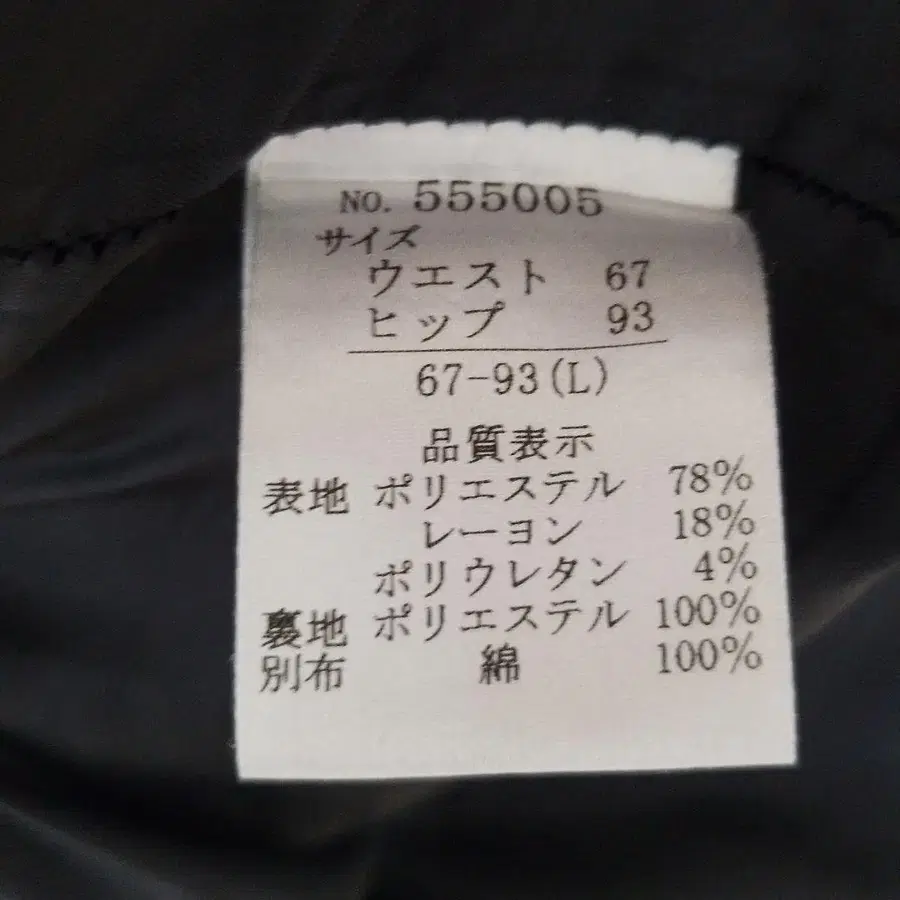 NO. 555005
サイズ
ウエスト 67
ヒップ 93
67-93(L)
品質表示
表地 ポリエステル 78%
レーヨン 18%
ポリウレタン 4%
裏地 ポリエステル 100%
別布 綿 100%